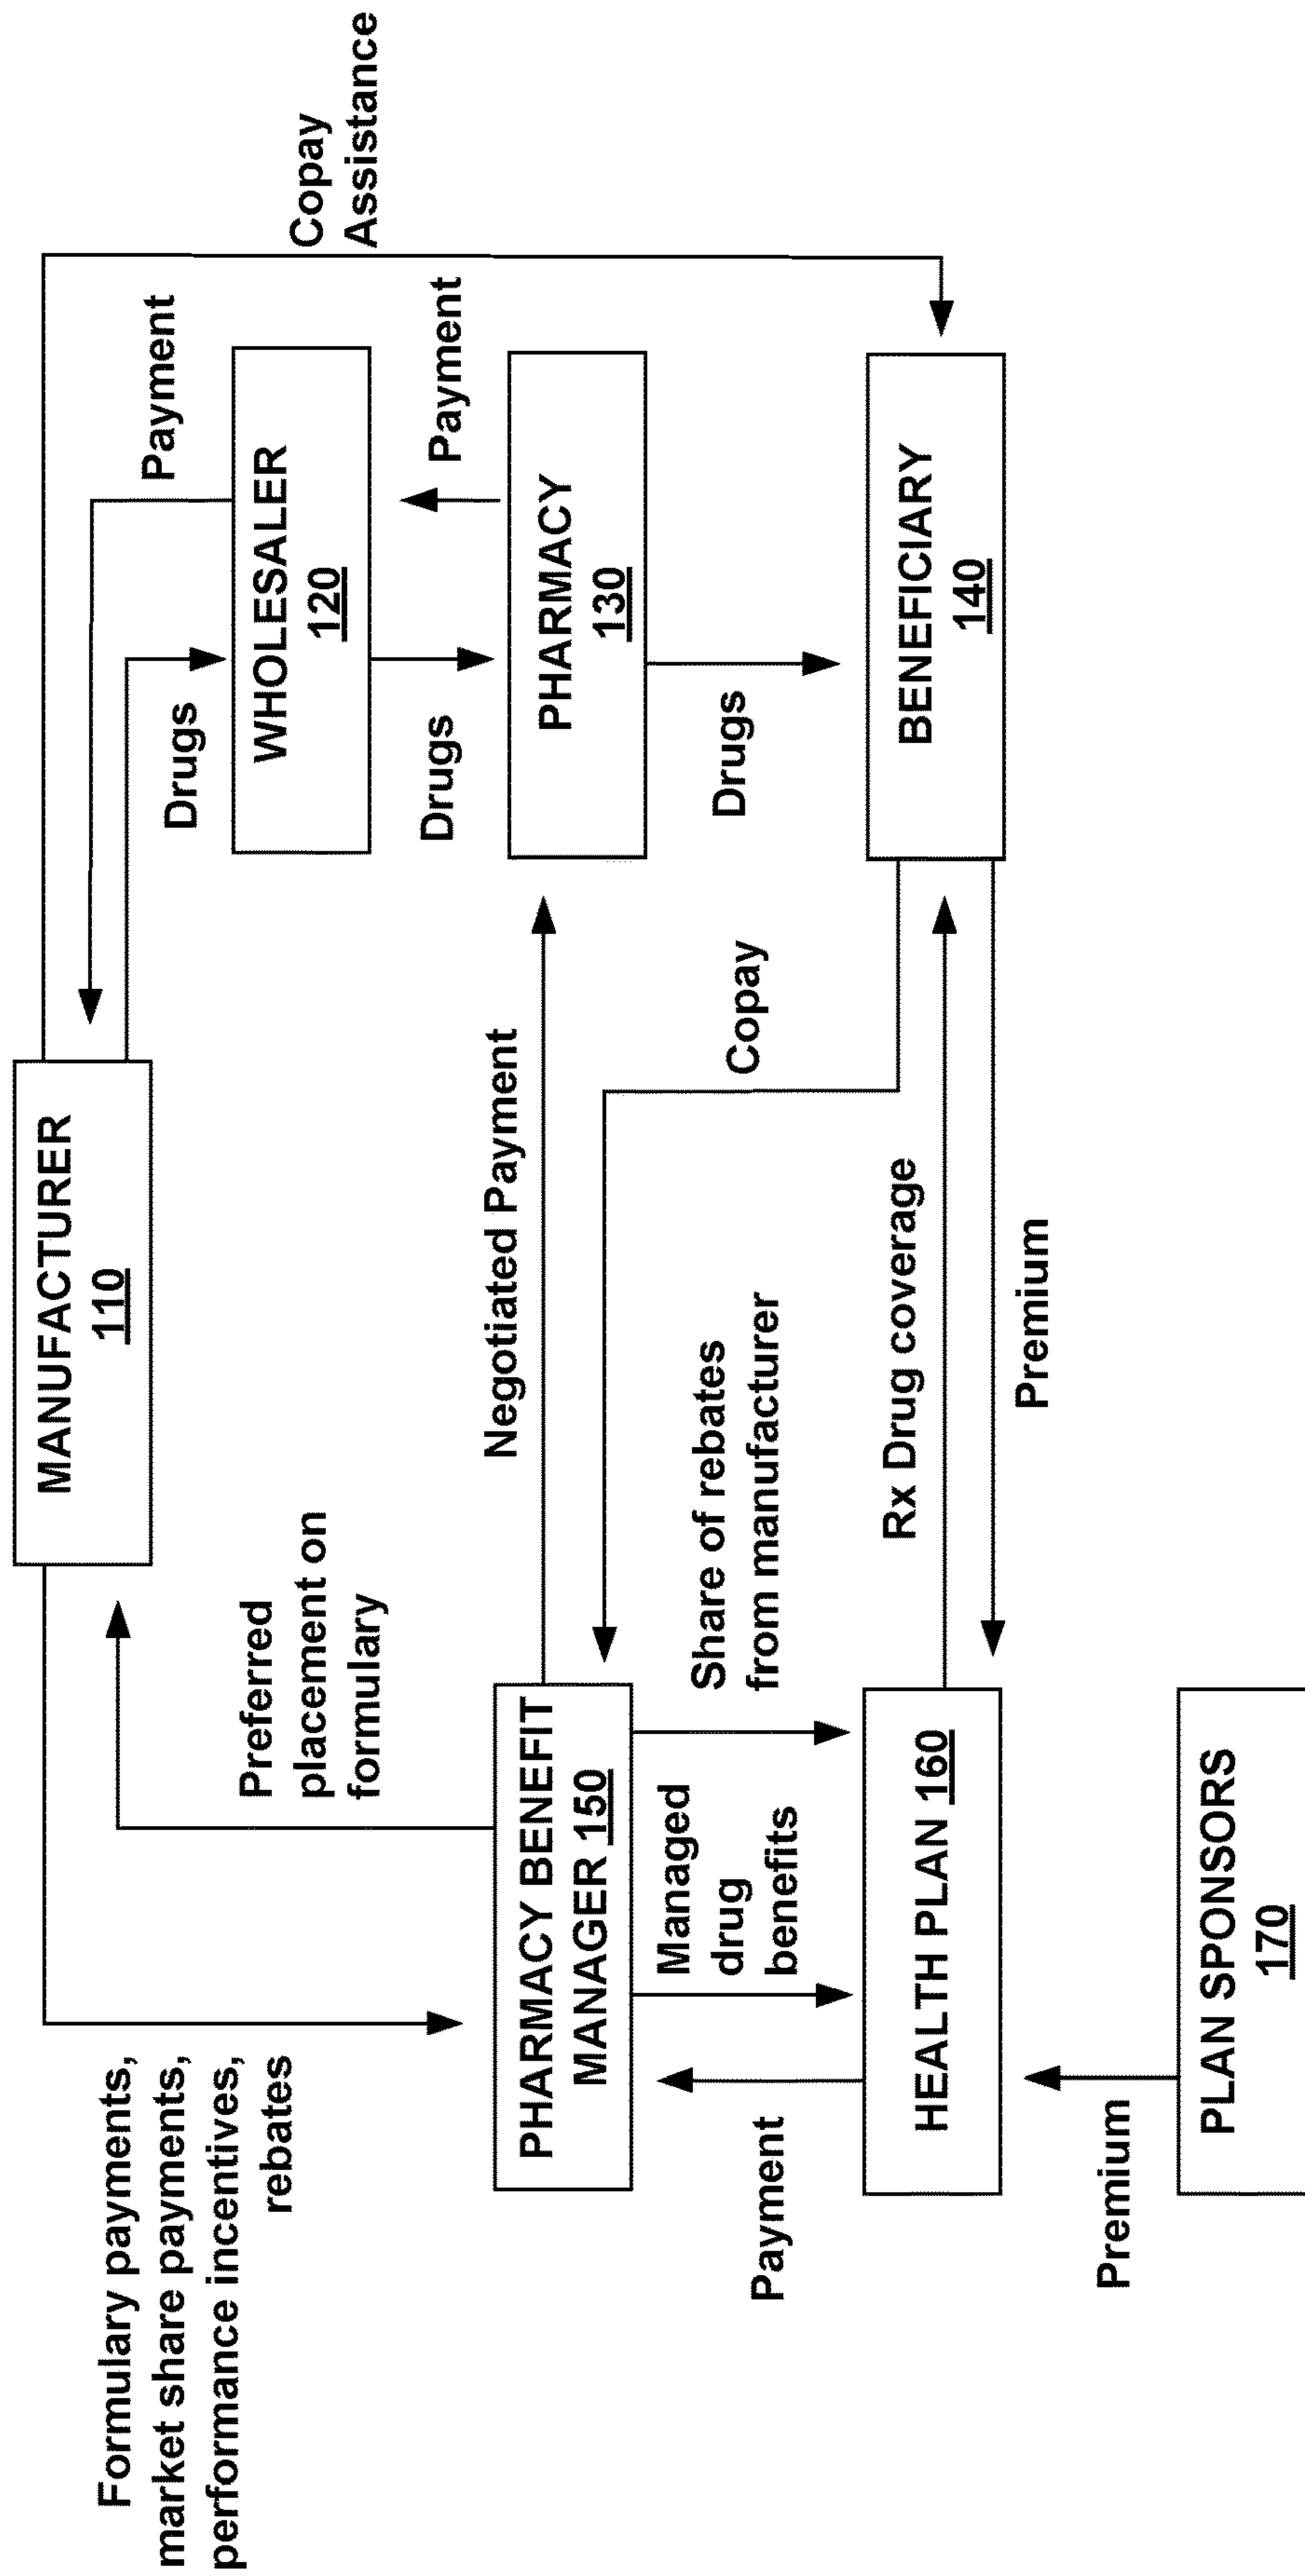 MANUFACTURER
110
Formulary payments,
market share payments,
performance incentives,
rebates
Preferred
placement on
formulary
Payment
Drugs
Copay
Assistance
WHOLESALER
120
Drugs
Payment
PHARMACY BENEFIT
MANAGER 150
Negotiated Payment
PHARMACY
130
Payment
Managed
drug
benefits
Share of rebates
from manufacturer
Copay
Drugs
HEALTH PLAN 160
Rx Drug coverage
BENEFICIARY
140
Premium
Premium
PLAN SPONSORS
170